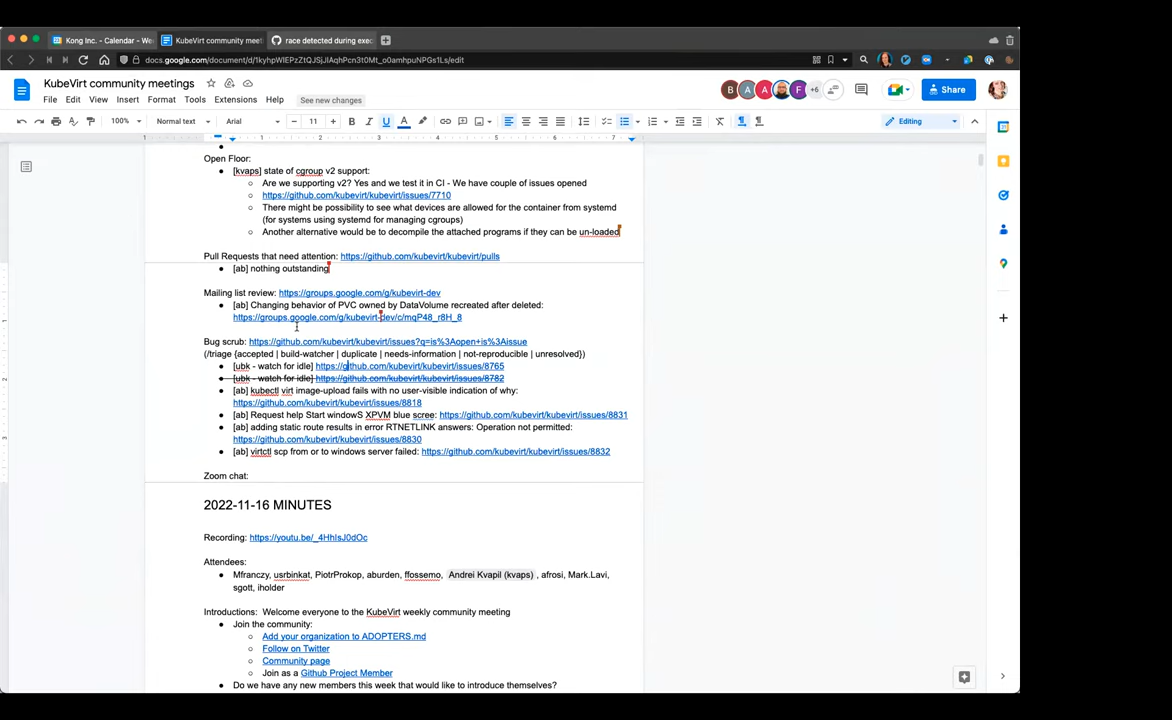 Kong Inc. - Calendar - We
KubeVirt community meet
race detected during exec
docs.google.com/document/d/1kyhpWIEPzZtQJSjJlAqhPcn3t0Mt_o0amhpuNPGs1Ls/edit
KubeVirt community meetings
File Edit View Insert Format Tools Extensions Help
See new changes
B A A F +6
Share
100% Normal text Arial 11 B I U A
Editing
1 1 2 3 4 5 6 7
Open Floor:
[kvaps] state of cgroup v2 support:
Are we supporting v2? Yes and we test it in CI - We have couple of issues opened
https://github.com/kubevirt/kubevirt/issues/7710
There might be possibility to see what devices are allowed for the container from systemd
(for systems using systemd for managing cgroups)
Another alternative would be to decompile the attached programs if they can be un-loaded
Pull Requests that need attention: https://github.com/kubevirt/kubevirt/pulls
[ab] nothing outstanding
Mailing list review: https://groups.google.com/g/kubevirt-dev
[ab] Changing behavior of PVC owned by DataVolume recreated after deleted:
https://groups.google.com/g/kubevirt-dev/c/mqP48_r8H_8
Bug scrub: https://github.com/kubevirt/kubevirt/issues?q=is%3Aopen+is%3Aissue
(/triage {accepted | build-watcher | duplicate | needs-information | not-reproducible | unresolved})
[ubk - watch for idle] https://github.com/kubevirt/kubevirt/issues/8765
[ubk - watch for idle] https://github.com/kubevirt/kubevirt/issues/8782
[ab] kubectl virt image-upload fails with no user-visible indication of why:
https://github.com/kubevirt/kubevirt/issues/8818
[ab] Request help Start windowS XPVM blue scree: https://github.com/kubevirt/kubevirt/issues/8831
[ab] adding static route results in error RTNETLINK answers: Operation not permitted:
https://github.com/kubevirt/kubevirt/issues/8830
[ab] virtctl scp from or to windows server failed: https://github.com/kubevirt/kubevirt/issues/8832
Zoom chat:
2022-11-16 MINUTES
Recording: https://youtu.be/_4HhIsJ0dOc
Attendees:
Mfranczy, usrbinkat, PiotrProkop, aburden, ffossemo, Andrei Kvapil (kvaps) , afrosi, Mark.Lavi,
sgott, iholder
Introductions: Welcome everyone to the KubeVirt weekly community meeting
Join the community:
Add your organization to ADOPTERS.md
Follow on Twitter
Community page
Join as a Github Project Member
Do we have any new members this week that would like to introduce themselves?